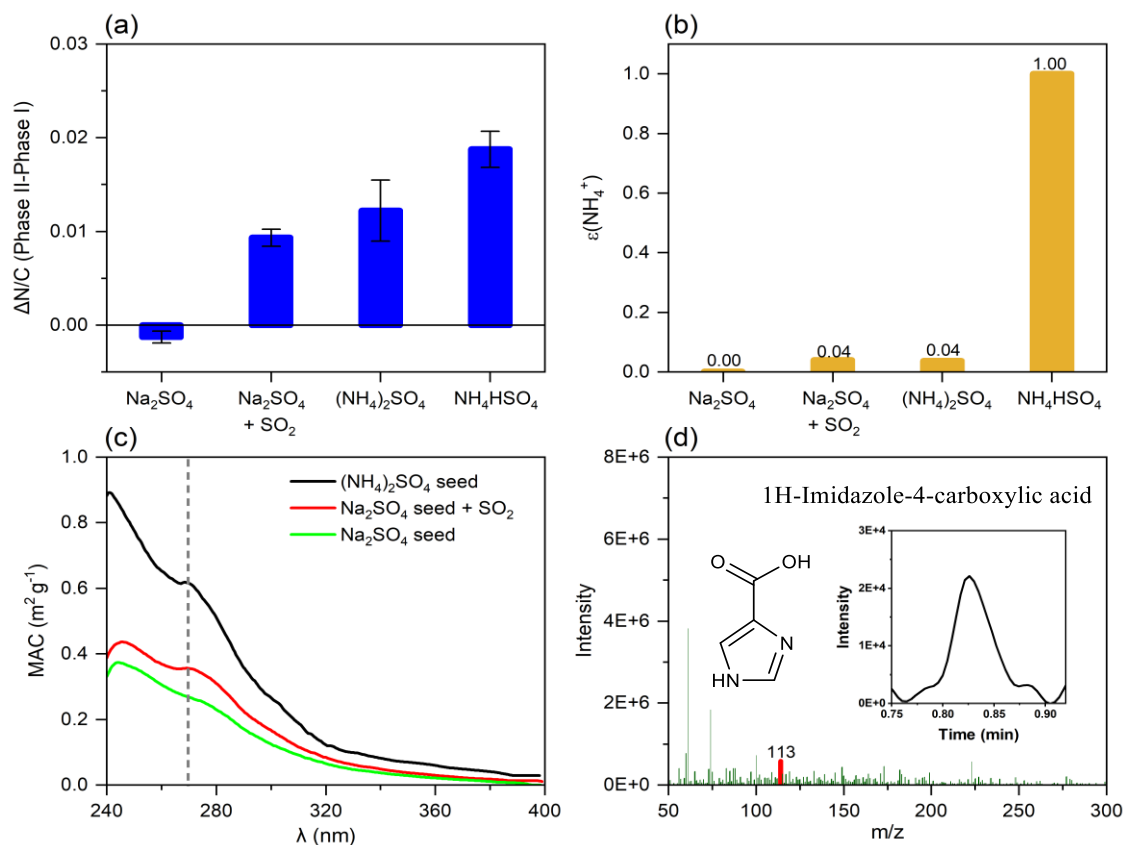 (a)
0.03
0.02
0.01
0.00
ΔN/C (Phase II-Phase I)
Na₂SO₄
Na₂SO₄
+ SO₂
(NH₄)₂SO₄
NH₄HSO₄
(b)
1.0
0.8
0.6
0.4
0.2
0.0
ε(NH₄⁺)
0.00
0.04
0.04
1.00
Na₂SO₄
Na₂SO₄
+ SO₂
(NH₄)₂SO₄
NH₄HSO₄
(c)
1.0
0.8
0.6
0.4
0.2
0.0
MAC (m² g⁻¹)
(NH₄)₂SO₄ seed
Na₂SO₄ seed + SO₂
Na₂SO₄ seed
240
280
320
360
400
λ (nm)
(d)
8E+6
6E+6
4E+6
2E+6
0E+0
Intensity
1H-Imidazole-4-carboxylic acid
O
OH
N
HN
113
3E+4
2E+4
1E+4
0E+0
Intensity
0.75
0.80
0.85
0.90
Time (min)
50
100
150
200
250
300
m/z